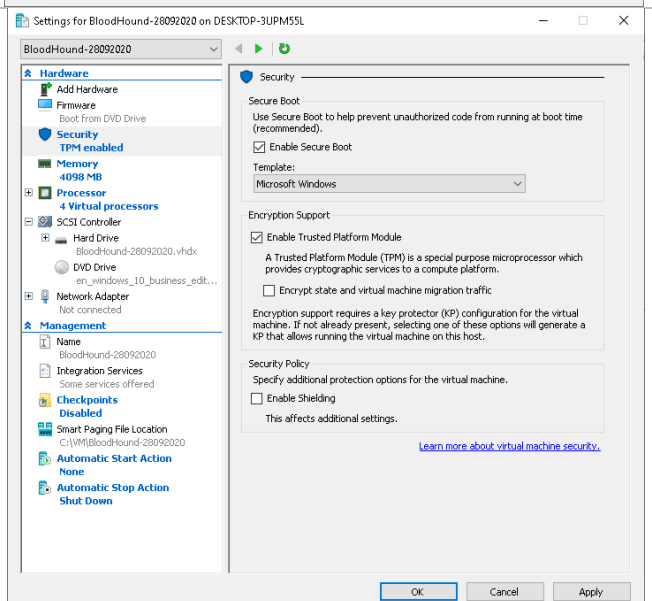 Settings for BloodHound-28092020 on DESKTOP-3UPM55L
BloodHound-28092020
Hardware
Add Hardware
Firmware
Boot from DVD Drive
Security
TPM enabled
Memory
4098 MB
Processor
4 Virtual processors
SCSI Controller
Hard Drive
BloodHound-28092020.vhdx
DVD Drive
en_windows_10_business_edit...
Network Adapter
Not connected
Management
Name
BloodHound-28092020
Integration Services
Some services offered
Checkpoints
Disabled
Smart Paging File Location
C:\VM\BloodHound-28092020
Automatic Start Action
None
Automatic Stop Action
Shut Down
Security
Secure Boot
Use Secure Boot to help prevent unauthorized code from running at boot time
(recommended).
Enable Secure Boot
Template:
Microsoft Windows
Encryption Support
Enable Trusted Platform Module
A Trusted Platform Module (TPM) is a special purpose microprocessor which
provides cryptographic services to a compute platform.
Encrypt state and virtual machine migration traffic
Encryption support requires a key protector (KP) configuration for the virtual
machine. If not already present, selecting one of these options will generate a
KP that allows running the virtual machine on this host.
Security Policy
Specify additional protection options for the virtual machine.
Enable Shielding
This affects additional settings.
Learn more about virtual machine security.
OK
Cancel
Apply